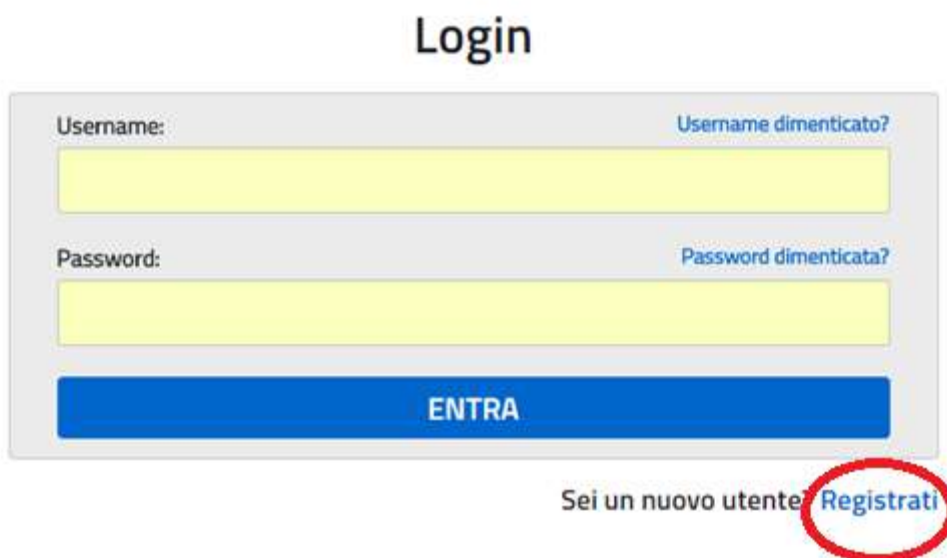 Login
Username: Username dimenticato?
Password: Password dimenticata?
ENTRA
Sei un nuovo utente? Registrati